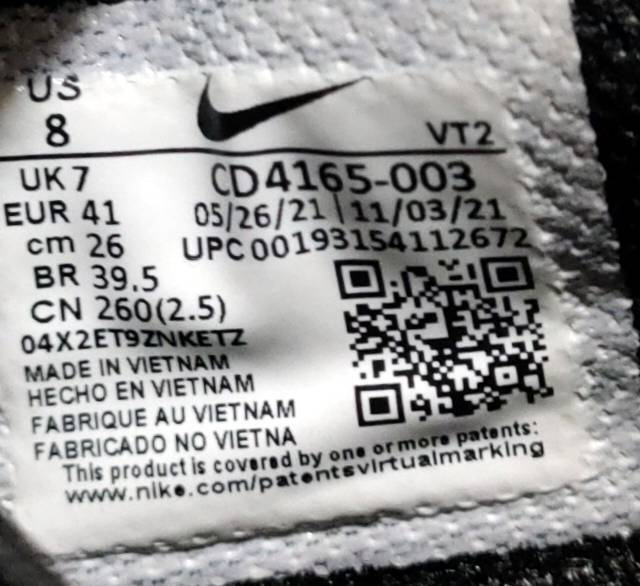 US
8
VT2
UK 7
CD4165-003
EUR 41
05/26/21 | 11/03/21
cm 26
UPC 00193154112672
BR 39.5
CN 260(2.5)
04X2ET9ZNKETZ
MADE IN VIETNAM
HECHO EN VIETNAM
FABRIQUE AU VIETNAM
FABRICADO NO VIETNA
This product is covered by one or more patents:
www.nike.com/patentsvirtualmarking